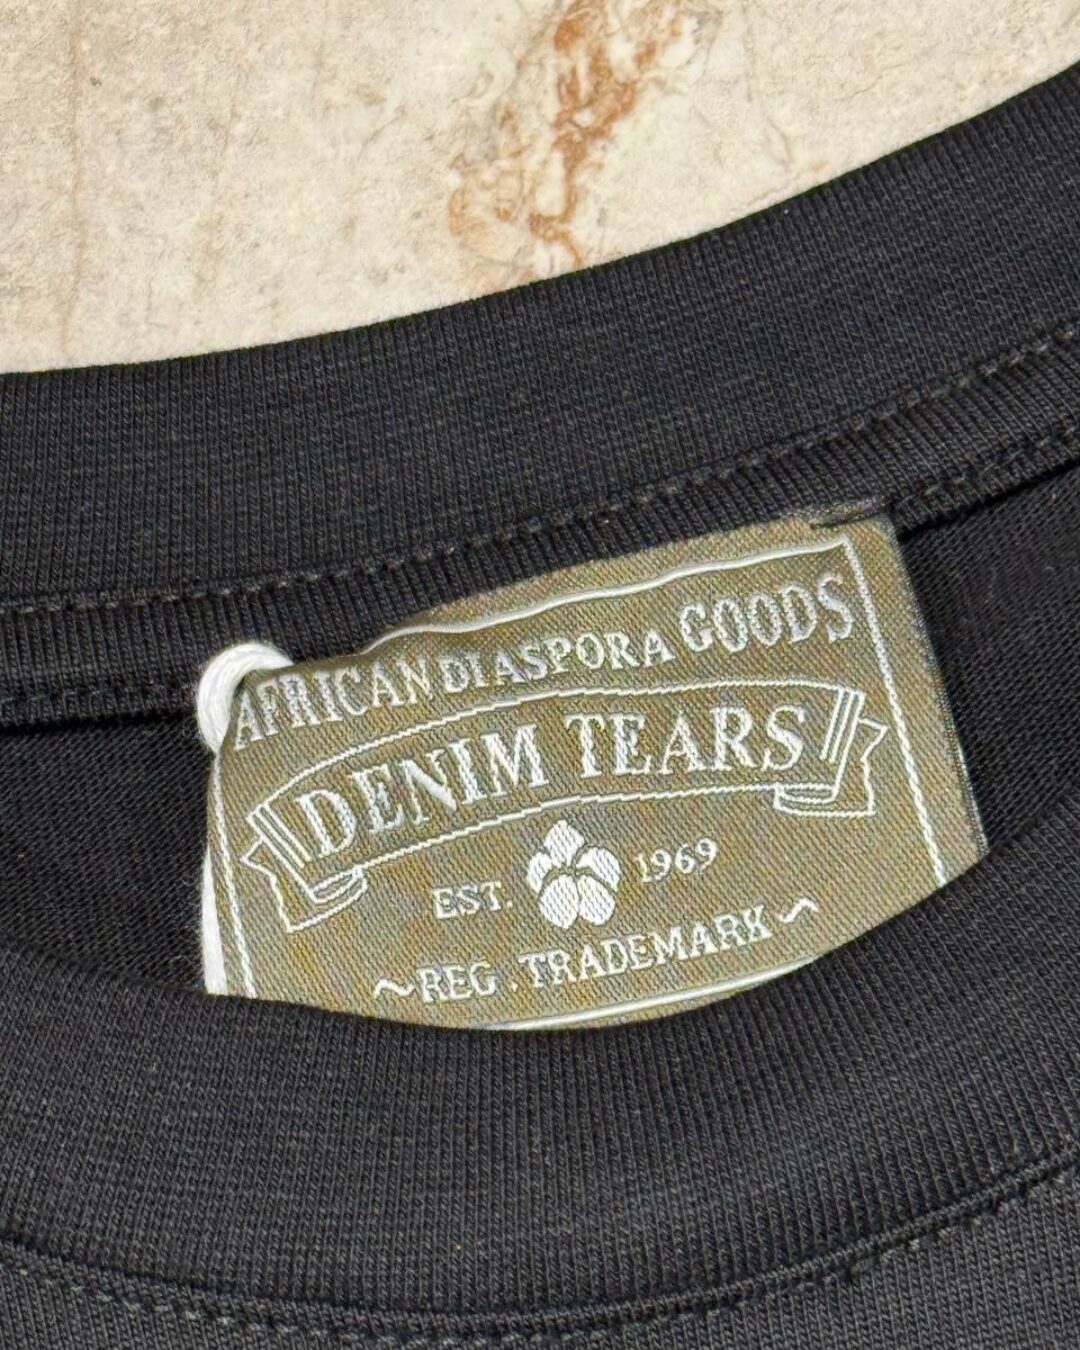 AFRICAN DIASPORA GOODS
DENIM TEARS
EST. 1969
~REG. TRADEMARK~